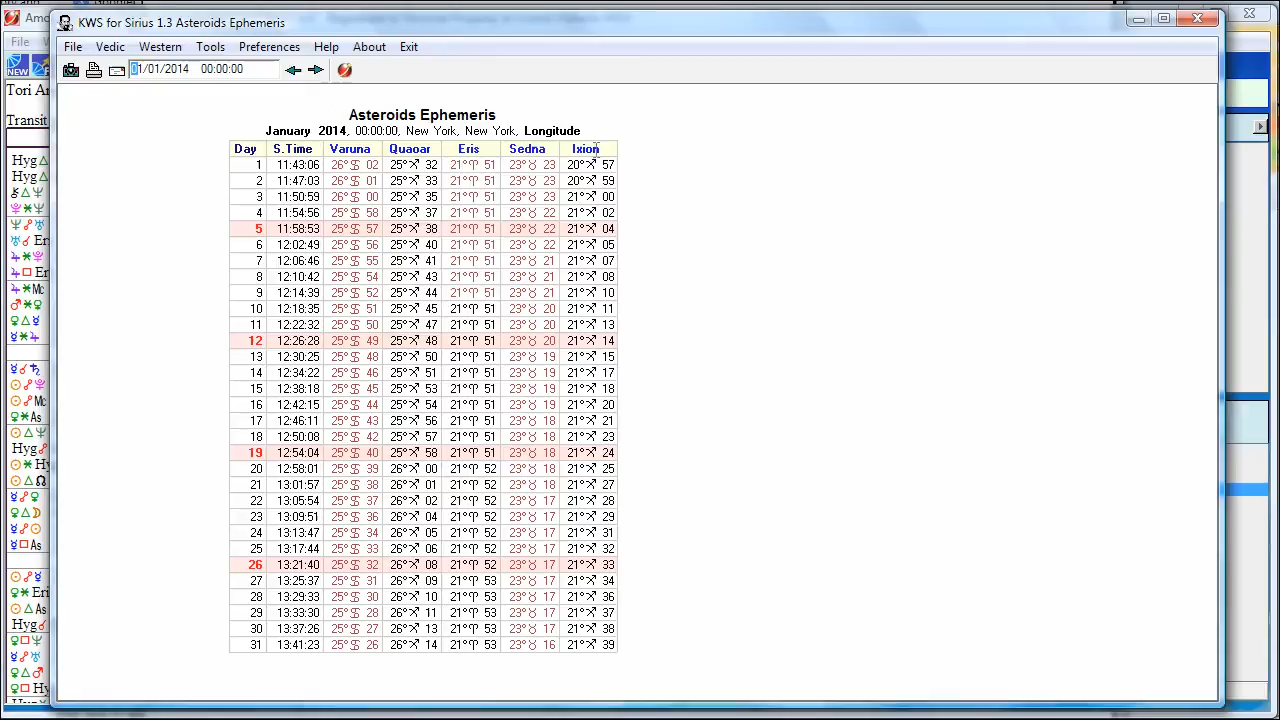 KWS for Sirius 1.3 Asteroids Ephemeris
File Vedic Western Tools Preferences Help About Exit
01/01/2014 00:00:00
Asteroids Ephemeris
January 2014, 00:00:00, New York, New York, Longitude
Day S.Time Varuna Quaoar Eris Sedna Ixion
1 11:43:06 26°♋ 02 25°♐ 32 21°♈ 51 23°♉ 23 20°♐ 57
2 11:47:03 26°♋ 01 25°♐ 33 21°♈ 51 23°♉ 23 20°♐ 59
3 11:50:59 26°♋ 00 25°♐ 35 21°♈ 51 23°♉ 23 21°♐ 00
4 11:54:56 25°♋ 58 25°♐ 37 21°♈ 51 23°♉ 22 21°♐ 02
5 11:58:53 25°♋ 57 25°♐ 38 21°♈ 51 23°♉ 22 21°♐ 04
6 12:02:49 25°♋ 56 25°♐ 40 21°♈ 51 23°♉ 22 21°♐ 05
7 12:06:46 25°♋ 55 25°♐ 41 21°♈ 51 23°♉ 21 21°♐ 07
8 12:10:42 25°♋ 54 25°♐ 43 21°♈ 51 23°♉ 21 21°♐ 08
9 12:14:39 25°♋ 52 25°♐ 44 21°♈ 51 23°♉ 21 21°♐ 10
10 12:18:35 25°♋ 51 25°♐ 45 21°♈ 51 23°♉ 20 21°♐ 11
11 12:22:32 25°♋ 50 25°♐ 47 21°♈ 51 23°♉ 20 21°♐ 13
12 12:26:28 25°♋ 49 25°♐ 48 21°♈ 51 23°♉ 20 21°♐ 14
13 12:30:25 25°♋ 48 25°♐ 50 21°♈ 51 23°♉ 19 21°♐ 15
14 12:34:22 25°♋ 46 25°♐ 51 21°♈ 51 23°♉ 19 21°♐ 17
15 12:38:18 25°♋ 45 25°♐ 53 21°♈ 51 23°♉ 19 21°♐ 18
16 12:42:15 25°♋ 44 25°♐ 54 21°♈ 51 23°♉ 19 21°♐ 20
17 12:46:11 25°♋ 43 25°♐ 56 21°♈ 51 23°♉ 18 21°♐ 21
18 12:50:08 25°♋ 42 25°♐ 57 21°♈ 51 23°♉ 18 21°♐ 23
19 12:54:04 25°♋ 40 25°♐ 58 21°♈ 51 23°♉ 18 21°♐ 24
20 12:58:01 25°♋ 39 26°♐ 00 21°♈ 52 23°♉ 18 21°♐ 25
21 13:01:57 25°♋ 38 26°♐ 01 21°♈ 52 23°♉ 18 21°♐ 27
22 13:05:54 25°♋ 37 26°♐ 02 21°♈ 52 23°♉ 17 21°♐ 28
23 13:09:51 25°♋ 36 26°♐ 04 21°♈ 52 23°♉ 17 21°♐ 29
24 13:13:47 25°♋ 34 26°♐ 05 21°♈ 52 23°♉ 17 21°♐ 31
25 13:17:44 25°♋ 33 26°♐ 06 21°♈ 52 23°♉ 17 21°♐ 32
26 13:21:40 25°♋ 32 26°♐ 08 21°♈ 52 23°♉ 17 21°♐ 33
27 13:25:37 25°♋ 31 26°♐ 09 21°♈ 53 23°♉ 17 21°♐ 34
28 13:29:33 25°♋ 30 26°♐ 10 21°♈ 53 23°♉ 17 21°♐ 36
29 13:33:30 25°♋ 28 26°♐ 11 21°♈ 53 23°♉ 17 21°♐ 37
30 13:37:26 25°♋ 27 26°♐ 13 21°♈ 53 23°♉ 17 21°♐ 38
31 13:41:23 25°♋ 26 26°♐ 14 21°♈ 53 23°♉ 16 21°♐ 39
File
NEW
Tori
Transit
Hyg△
Hyg△
⚷△♆
♇⚹♆
♆☍♅
♅☌
♃⚹♇
♃□
♃⚹Mc
♂⚹♀
♀△☿
☿⚹♃
☿☌♄
☉☍♇
☉☍Mc
♀⚹As
☉△♆
Hyg☍
☉⚹
☉△☊
☿☍♀
♀△☽
☿☍☉
☿□As
☉☍☿
♀⚹Eri
☉△As
Hyg☌
♀□♆
☿☍♅
♀△♂
♀□